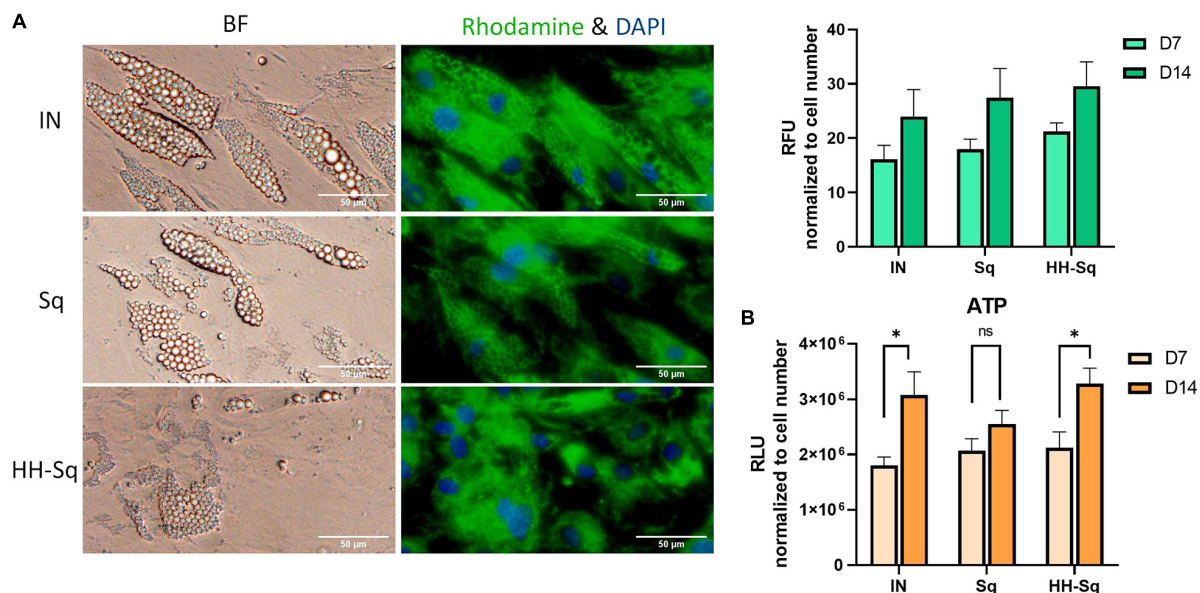 A
BF
Rhodamine & DAPI
IN
50 µm
50 µm
Sq
50 µm
50 µm
HH-Sq
50 µm
50 µm
RFU
normalized to cell number
40
30
20
10
0
IN Sq HH-Sq
D7
D14
B
ATP
RLU
normalized to cell number
4×10⁶
3×10⁶
2×10⁶
1×10⁶
0
* ns *
IN Sq HH-Sq
D7
D14